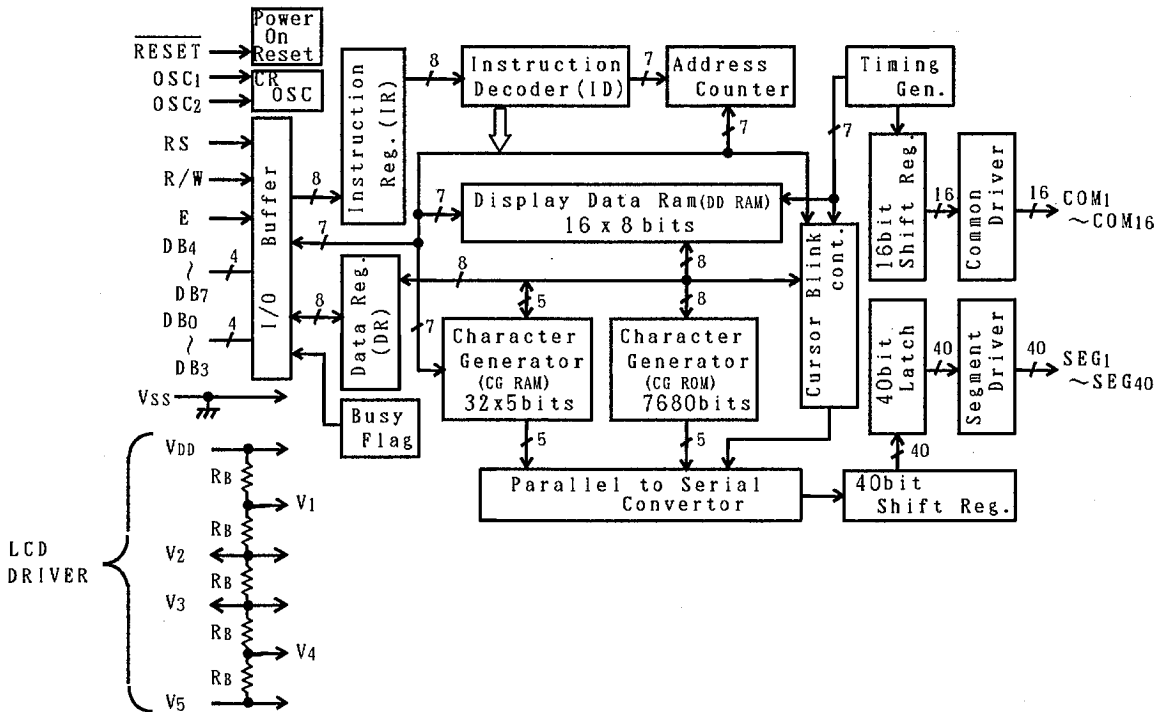 Power
On
Reset
RESET
OSC1
OSC2
CR
OSC
RS
R/W
E
DB4
~
DB7
DB0
~
DB3
4
4
I/O Buffer
8
7
8
Instruction
Reg. (IR)
8
Instruction
Decoder(ID)
7
Address
Counter
7
Timing
Gen.
7
7
Display Data Ram(DD RAM)
16 x 8 bits
8
8
5
8
7
Data Reg.
(DR)
Character
Generator
(CG RAM)
32x5bits
Character
Generator
(CG ROM)
7680bits
Cursor Blink
cont.
16bit
Shift Reg.
16
Common
Driver
16
COM1
~COM16
40bit
Latch
40
Segment
Driver
40
SEG1
~SEG40
Busy
Flag
5
5
40
Parallel to Serial
Convertor
40bit
Shift Reg.
VSS
VDD
RB
V1
RB
V2
RB
V3
RB
V4
RB
V5
LCD
DRIVER